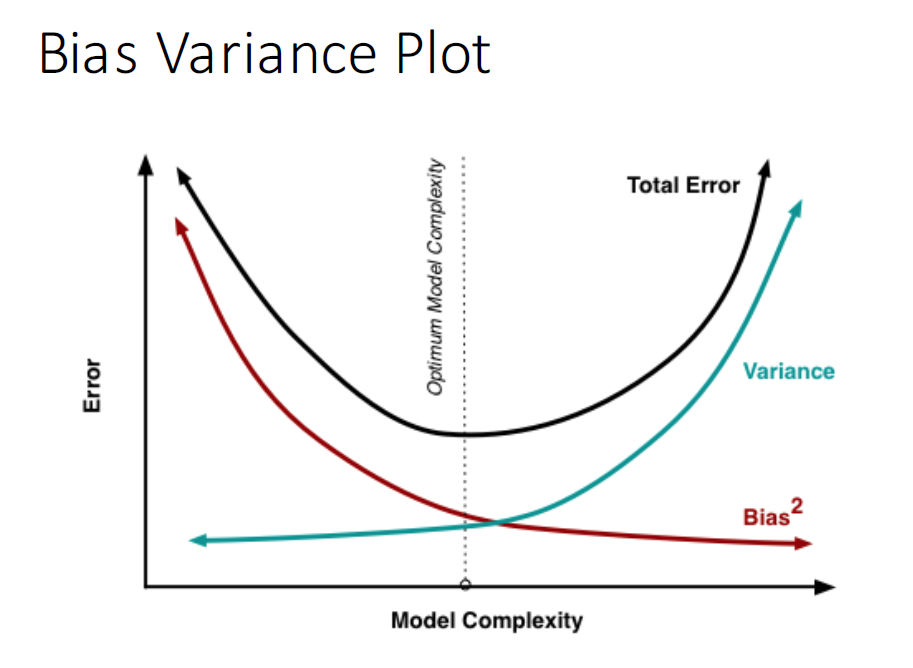 Bias Variance Plot
Optimum Model Complexity
Total Error
Variance
Bias²
Error
Model Complexity